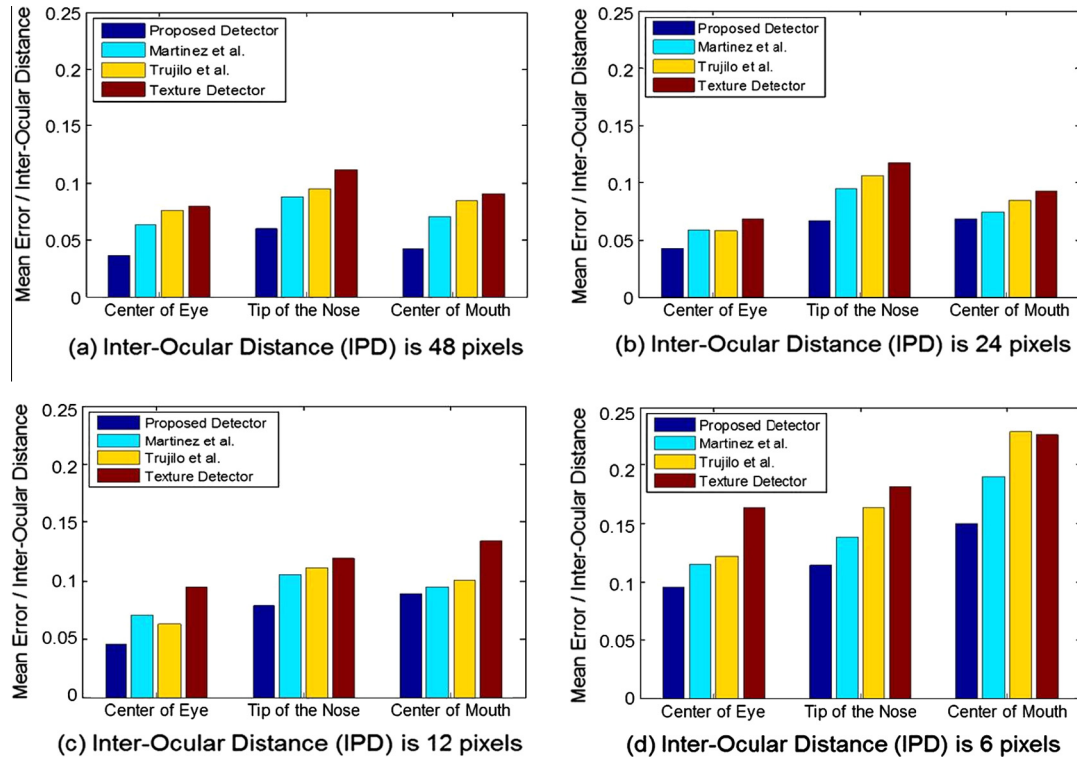 Mean Error / Inter-Ocular Distance
0.25
0.2
0.15
0.1
0.05
0
Proposed Detector
Martinez et al.
Trujilo et al.
Texture Detector
Center of Eye
Tip of the Nose
Center of Mouth
(a) Inter-Ocular Distance (IPD) is 48 pixels
Mean Error / Inter-Ocular Distance
0.25
0.2
0.15
0.1
0.05
0
Proposed Detector
Martinez et al.
Trujilo et al.
Texture Detector
Center of Eye
Tip of the Nose
Center of Mouth
(b) Inter-Ocular Distance (IPD) is 24 pixels
Mean Error / Inter-Ocular Distance
0.25
0.2
0.15
0.1
0.05
0
Proposed Detector
Martinez et al.
Trujilo et al.
Texture Detector
Center of Eye
Tip of the Nose
Center of Mouth
(c) Inter-Ocular Distance (IPD) is 12 pixels
Mean Error / Inter-Ocular Distance
0.25
0.2
0.15
0.1
0.05
0
Proposed Detector
Martinez et al.
Trujilo et al.
Texture Detector
Center of Eye
Tip of the Nose
Center of Mouth
(d) Inter-Ocular Distance (IPD) is 6 pixels